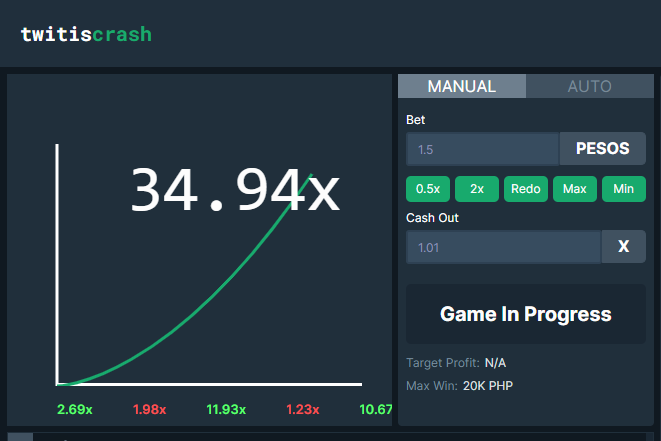 twitiscrash
MANUAL AUTO
34.94x
Bet
1.5 PESOS
0.5x 2x Redo Max Min
Cash Out
1.01 X
Game In Progress
Target Profit: N/A
Max Win: 20K PHP
2.69x 1.98x 11.93x 1.23x 10.67